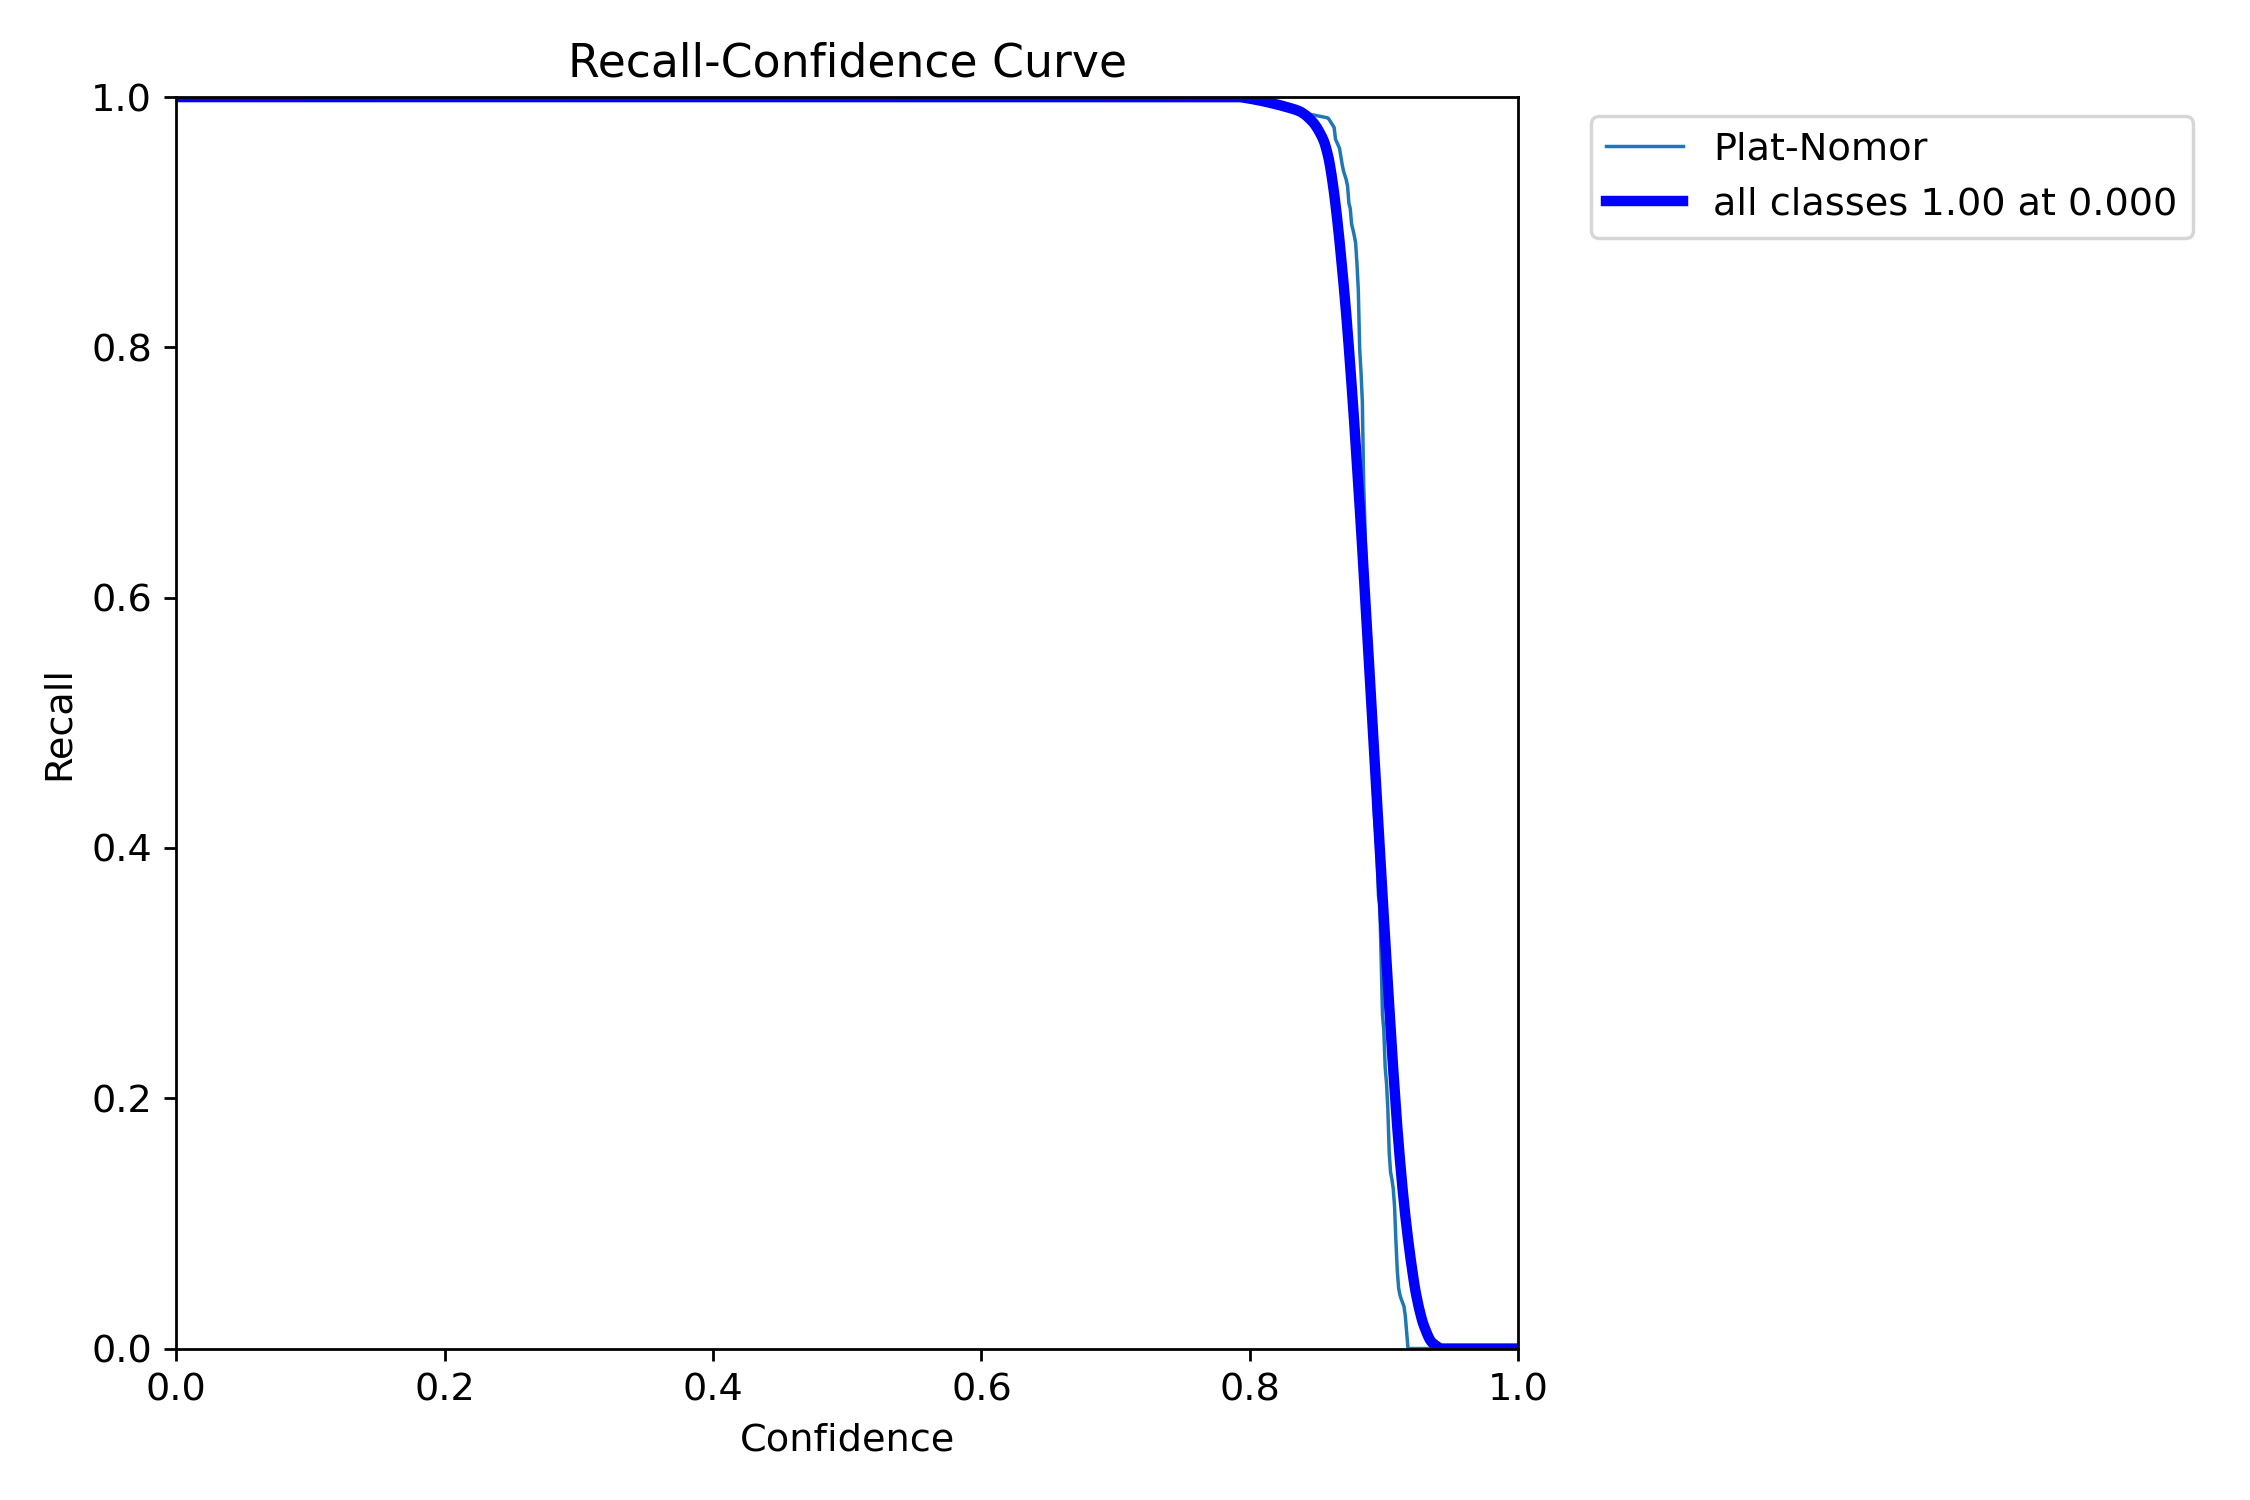 Recall-Confidence Curve
1.0
0.8
0.6
0.4
0.2
0.0
Recall
0.0 0.2 0.4 0.6 0.8 1.0
Confidence
Plat-Nomor
all classes 1.00 at 0.000